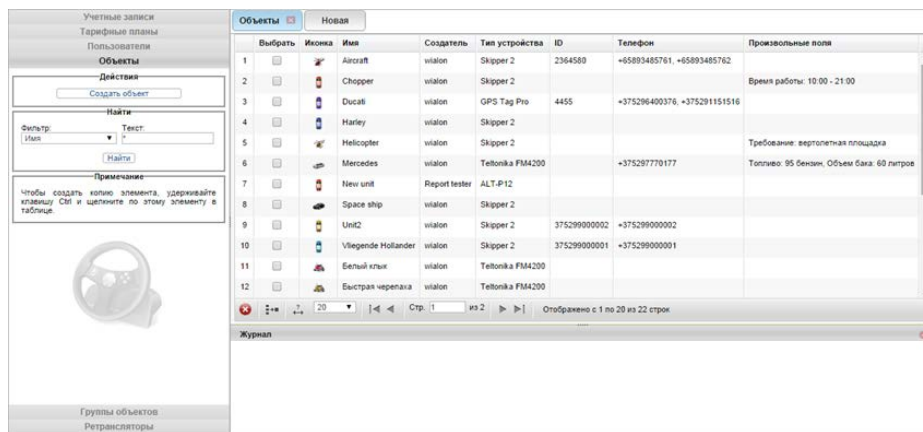 Учетные записи
Тарифные планы
Пользователи
Объекты
Действия
Создать объект
Найти
Фильтр: Текст:
Имя *
Найти
Примечание
Чтобы создать копию элемента, удерживайте
клавишу Ctrl и щелкните по этому элементу в
таблице.
Группы объектов
Ретрансляторы
Объекты Новая
Выбрать Иконка Имя Создатель Тип устройства ID Телефон Произвольные поля
1 Aircraft wialon Skipper 2 2364580 +65893485761, +65893485762
2 Chopper wialon Skipper 2 Время работы: 10:00 - 21:00
3 Ducati wialon GPS Tag Pro 4455 +375296400376, +375291151516
4 Harley wialon Skipper 2
5 Helicopter wialon Skipper 2 Требование: вертолетная площадка
6 Mercedes wialon Teltonika FM4200 +375297770177 Топливо: 95 бензин, Объем бака: 60 литров
7 New unit Report tester ALT-P12
8 Space ship wialon Skipper 2
9 Unit2 wialon Skipper 2 375299000002 +375299000002
10 Vliegende Hollander wialon Skipper 2 375299000001 +375299000001
11 Белый клык wialon Teltonika FM4200
12 Быстрая черепаха wialon Teltonika FM4200
20 Стр. 1 из 2 Отображено с 1 по 20 из 22 строк
Журнал